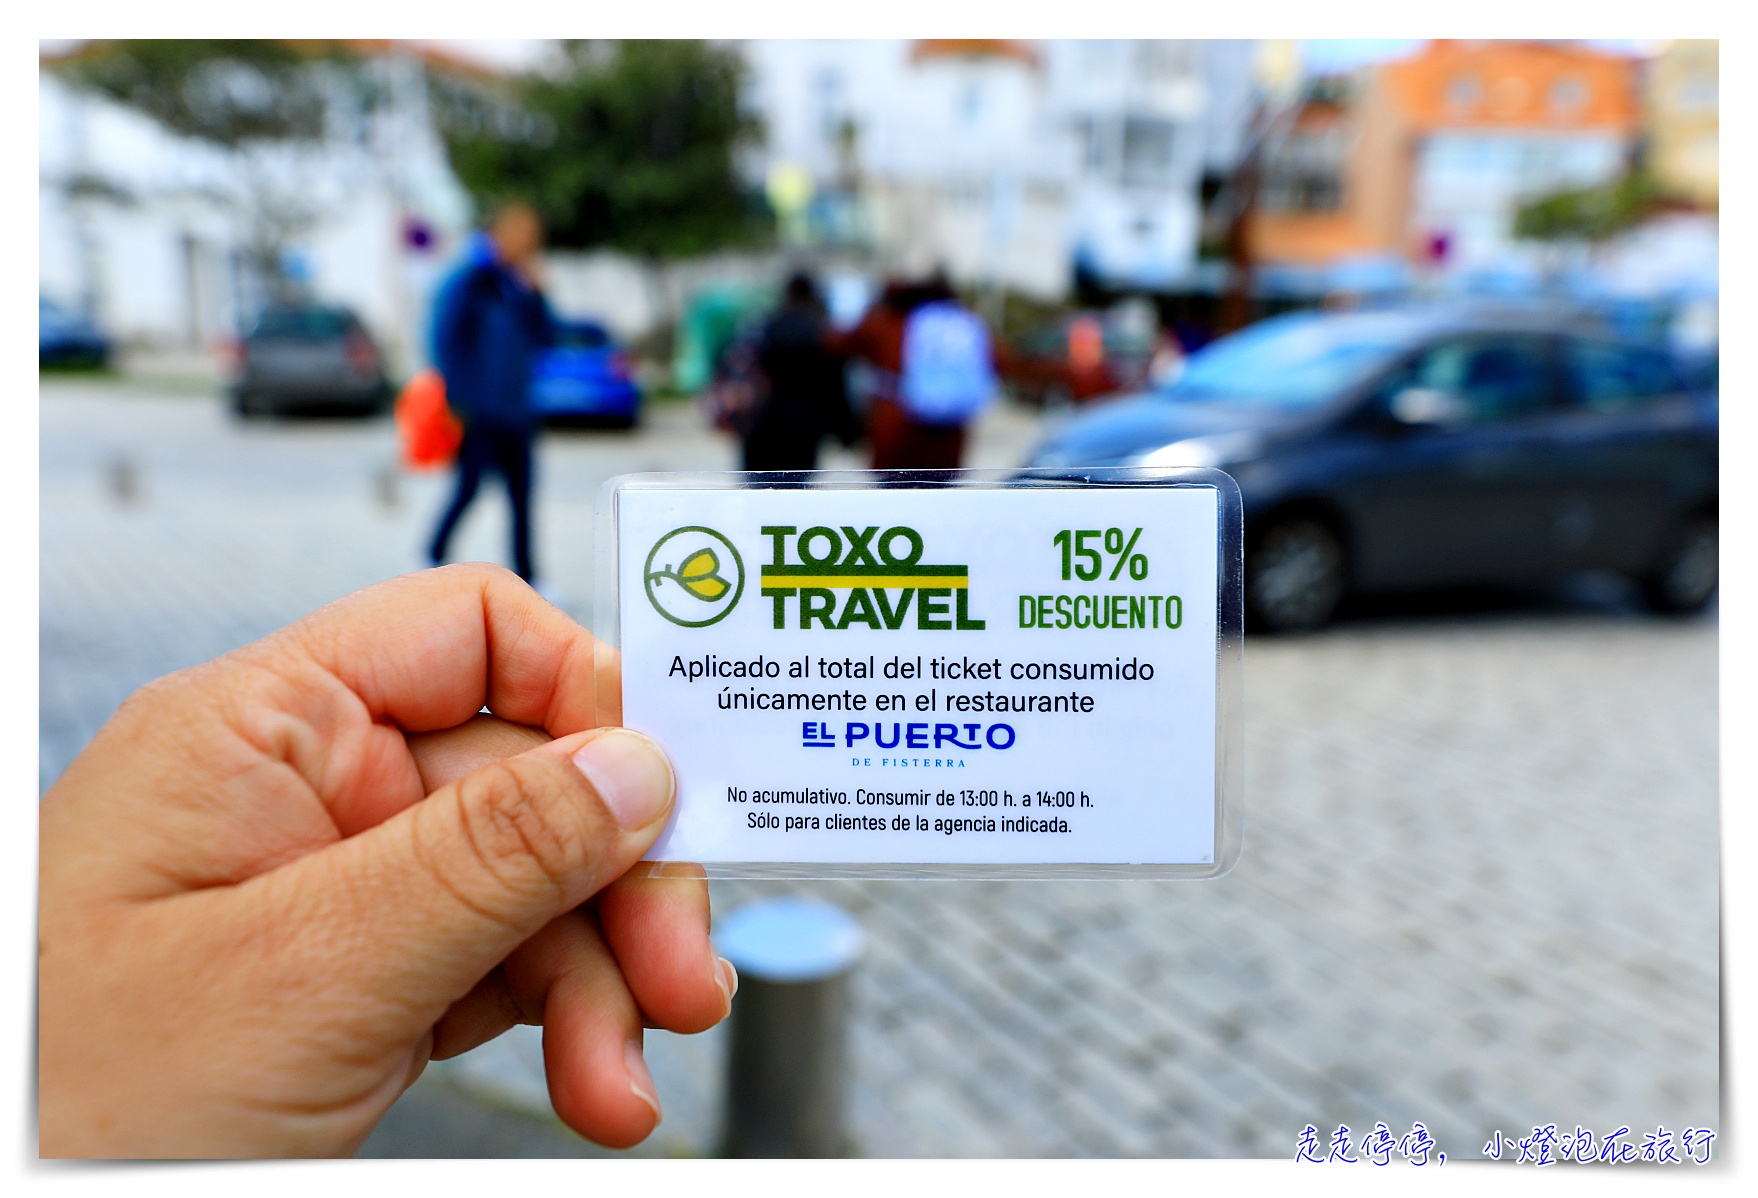 TOXO
TRAVEL
15%
DESCUENTO
Aplicado al total del ticket consumido
únicamente en el restaurante
EL PUERTO
DE FISTERRA
No acumulativo. Consumir de 13:00 h. a 14:00 h.
Sólo para clientes de la agencia indicada.
走走停停，小燈泡在旅行